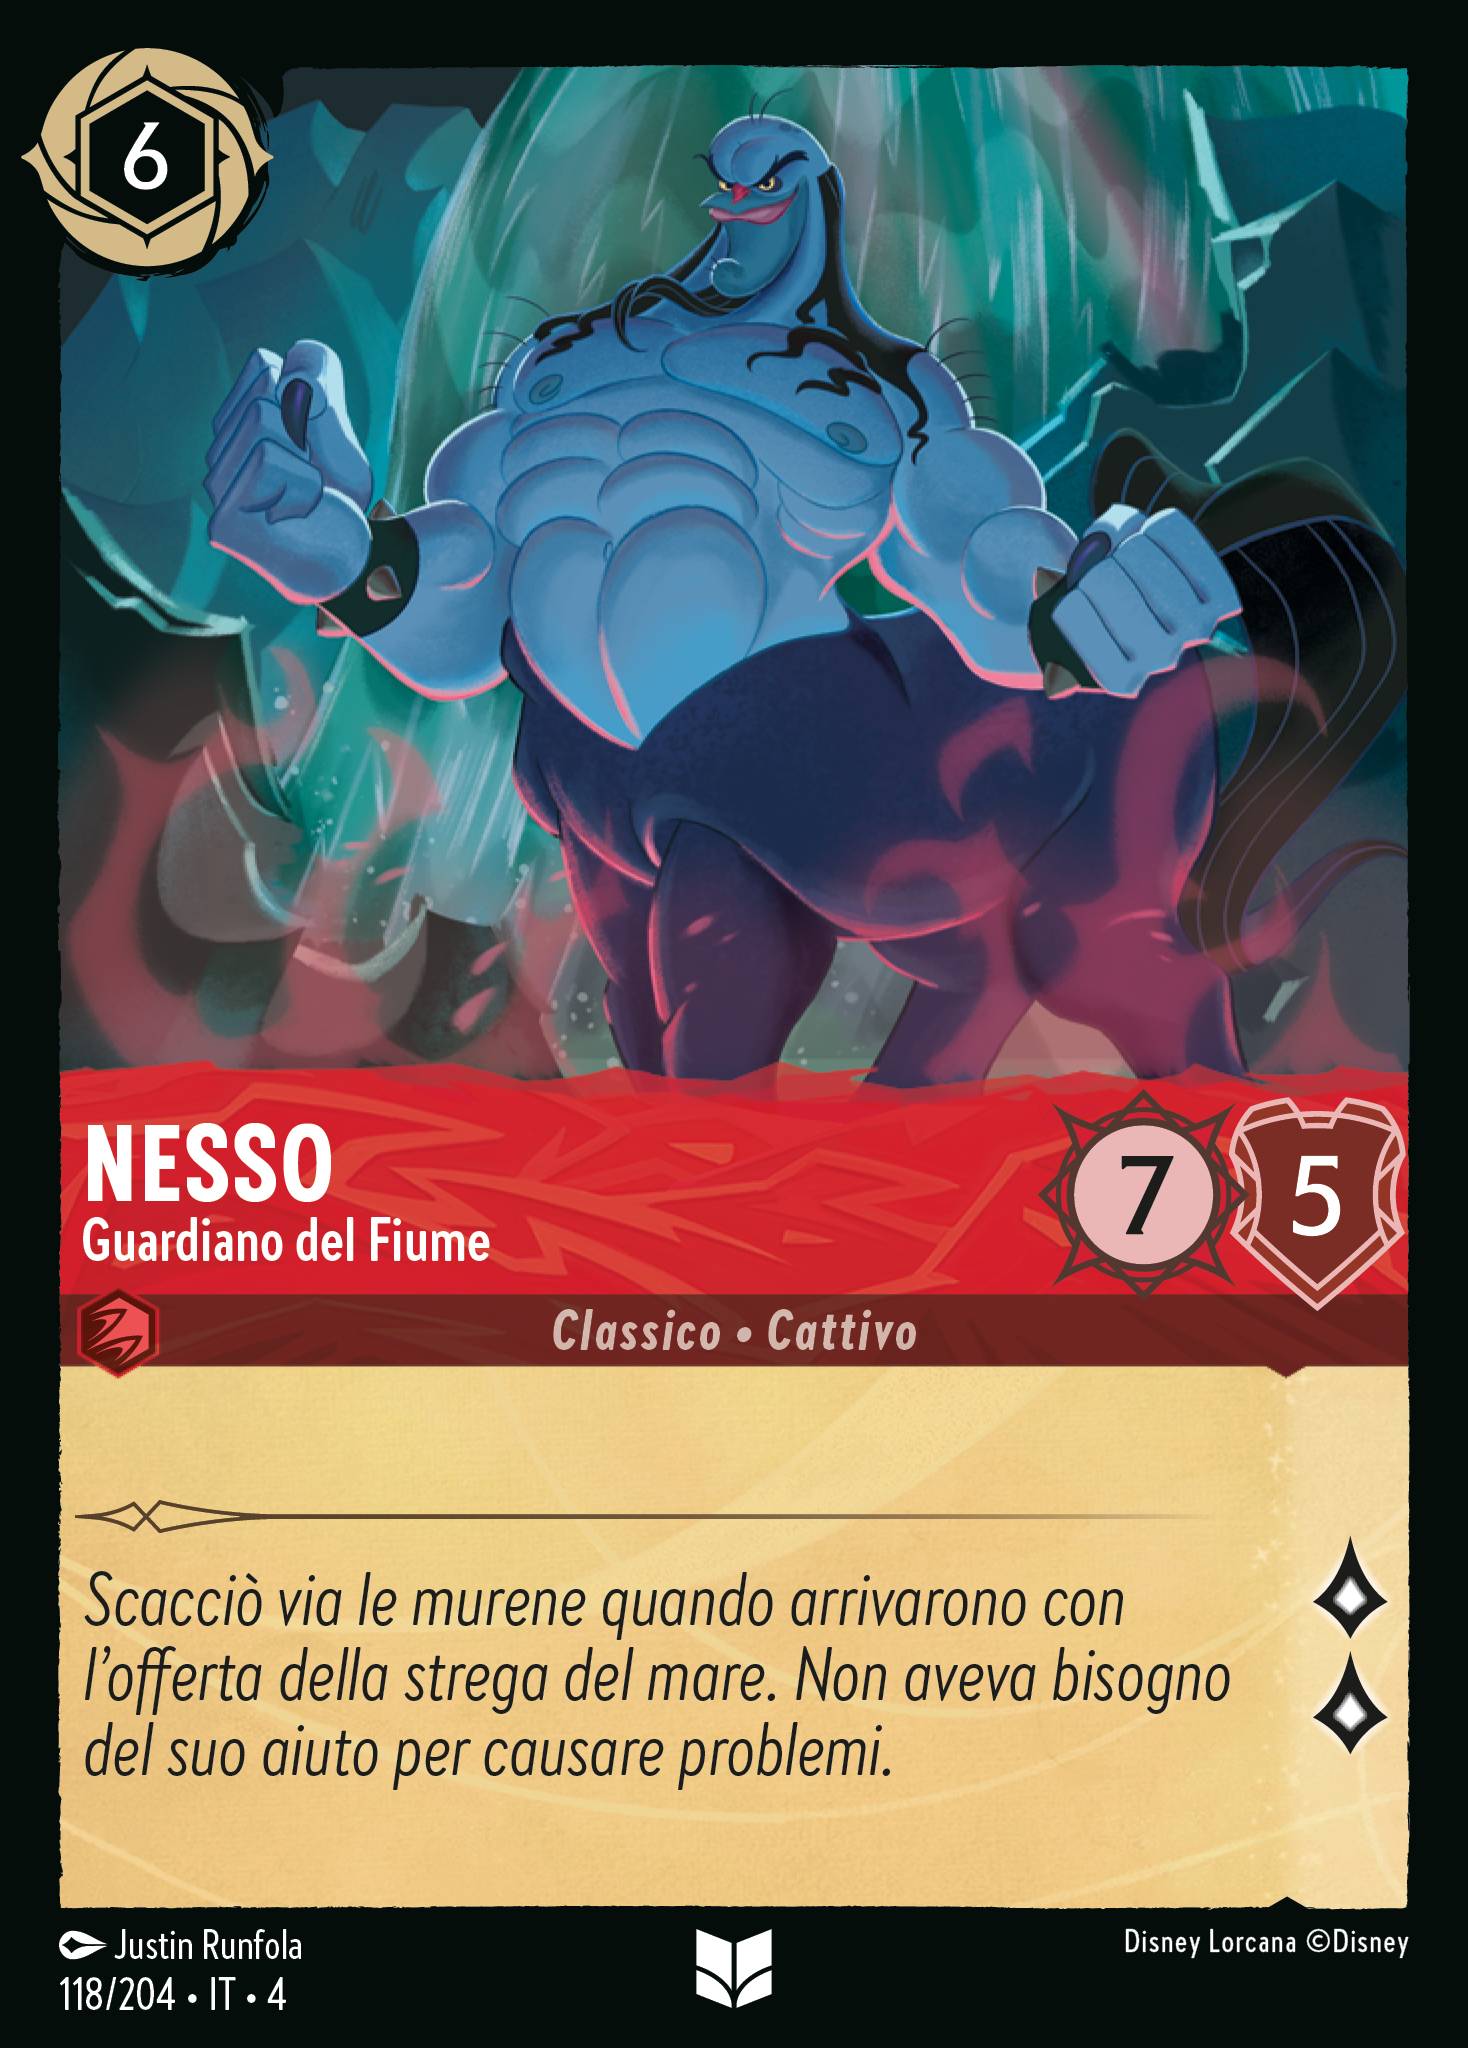 6
NESSO
Guardiano del Fiume
7
5
Classico • Cattivo
Scacciò via le murene quando arrivarono con
l’offerta della strega del mare. Non aveva bisogno
del suo aiuto per causare problemi.
Justin Runfola
Disney Lorcana ©Disney
118/204 • IT • 4